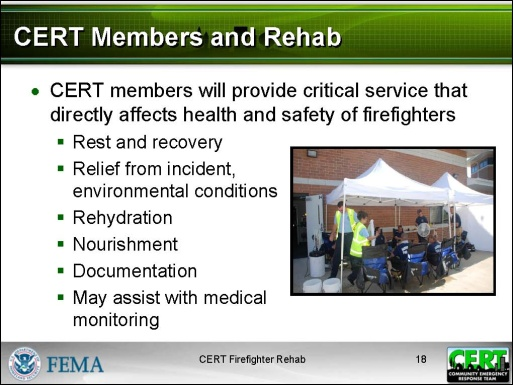 CERT Members and Rehab
CERT members will provide critical service that
directly affects health and safety of firefighters
Rest and recovery
Relief from incident,
environmental conditions
Rehydration
Nourishment
Documentation
May assist with medical
monitoring
FEMA
CERT Firefighter Rehab
18
CERT
COMMUNITY EMERGENCY
RESPONSE TEAM